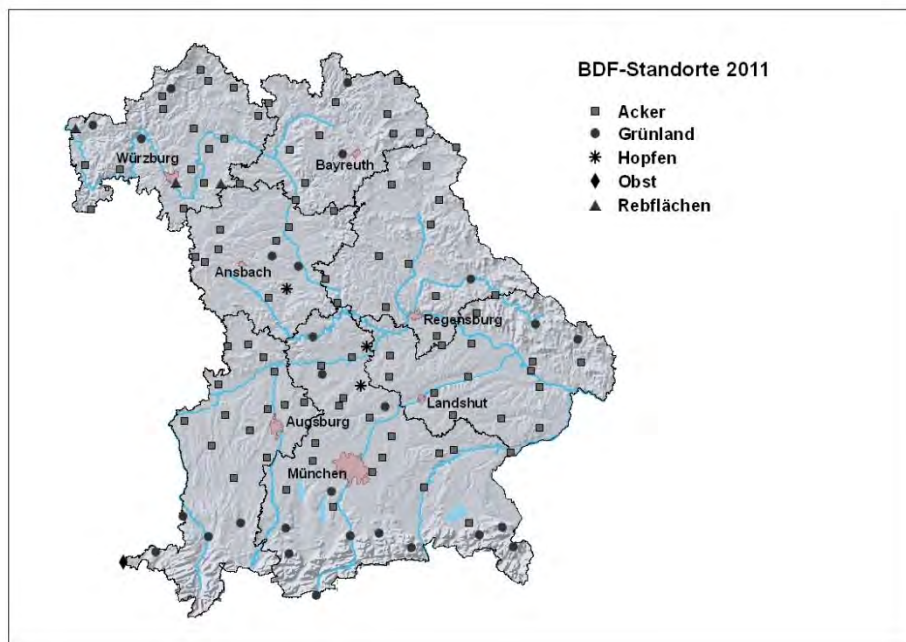 BDF-Standorte 2011
Acker
Grünland
Hopfen
Obst
Rebflächen
Würzburg
Bayreuth
Ansbach
Regensburg
Landshut
Augsburg
München